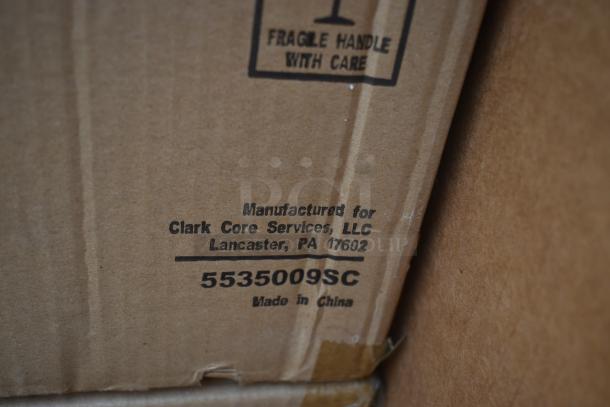 FRAGILE HANDLE
WITH CARE
Manufactured for
Clark Core Services, LLC
Lancaster, PA 17602
5535009SC
Made in China